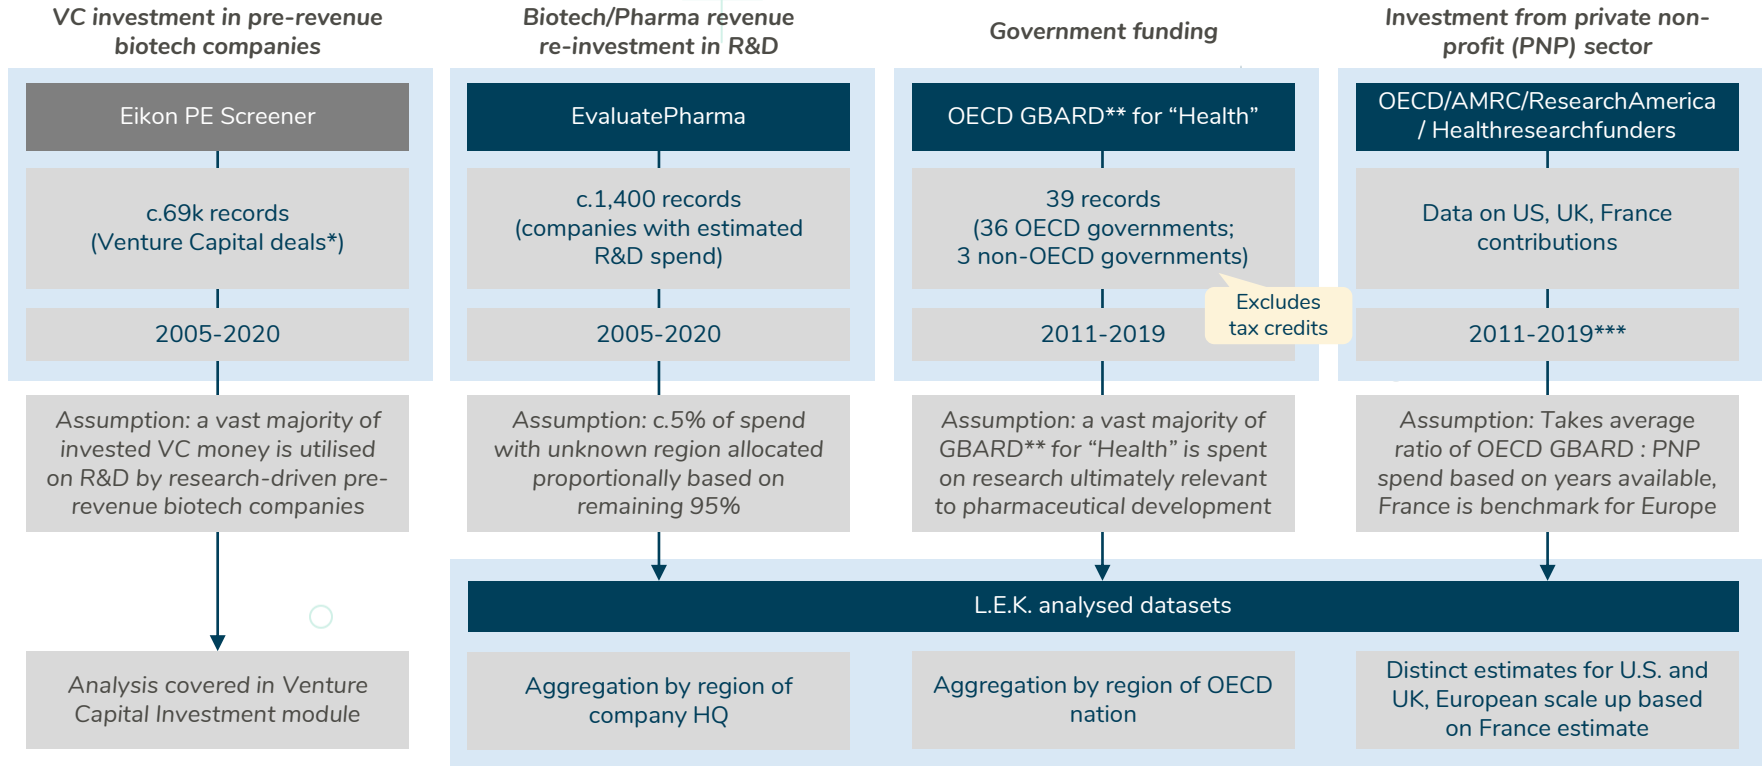 VC investment in pre-revenue
biotech companies
Eikon PE Screener
c.69k records
(Venture Capital deals*)
2005-2020
Assumption: a vast majority of
invested VC money is utilised
on R&D by research-driven pre-
revenue biotech companies
Analysis covered in Venture
Capital Investment module
Biotech/Pharma revenue
re-investment in R&D
EvaluatePharma
c.1,400 records
(companies with estimated
R&D spend)
2005-2020
Assumption: c.5% of spend
with unknown region allocated
proportionally based on
remaining 95%
Government funding
OECD GBARD** for “Health”
39 records
(36 OECD governments;
3 non-OECD governments)
Excludes
tax credits
2011-2019
Assumption: a vast majority of
GBARD** for “Health” is spent
on research ultimately relevant
to pharmaceutical development
Investment from private non-
profit (PNP) sector
OECD/AMRC/ResearchAmerica
/ Healthresearchfunders
Data on US, UK, France
contributions
2011-2019***
Assumption: Takes average
ratio of OECD GBARD : PNP
spend based on years available,
France is benchmark for Europe
L.E.K. analysed datasets
Aggregation by region of
company HQ
Aggregation by region of OECD
nation
Distinct estimates for U.S. and
UK, European scale up based
on France estimate